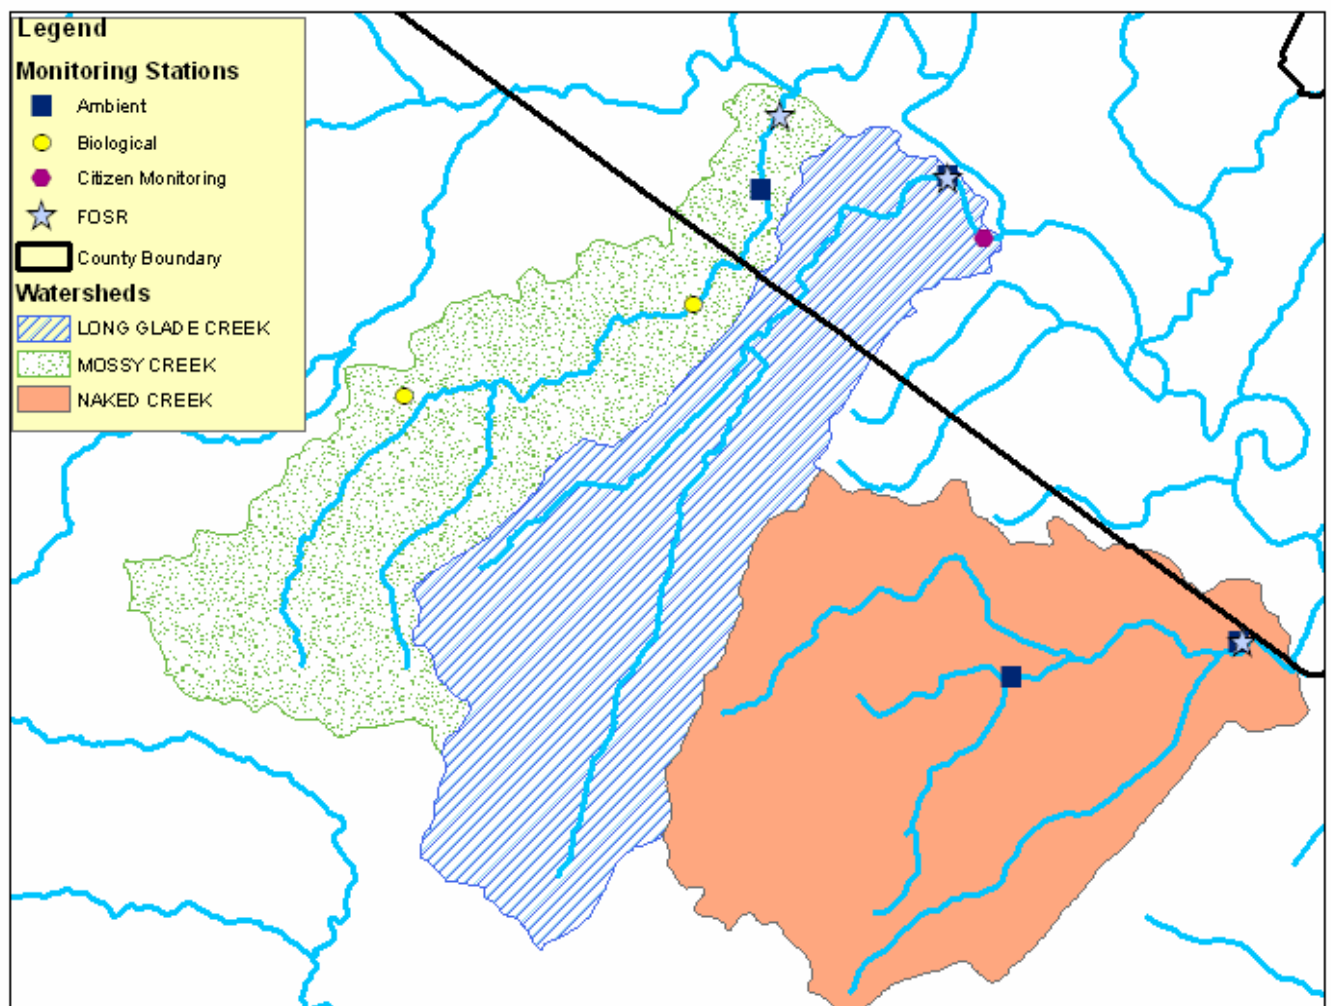 Legend
Monitoring Stations
Ambient
Biological
Citizen Monitoring
FOSR
County Boundary
Watersheds
LONG GLADE CREEK
MOSSY CREEK
NAKED CREEK